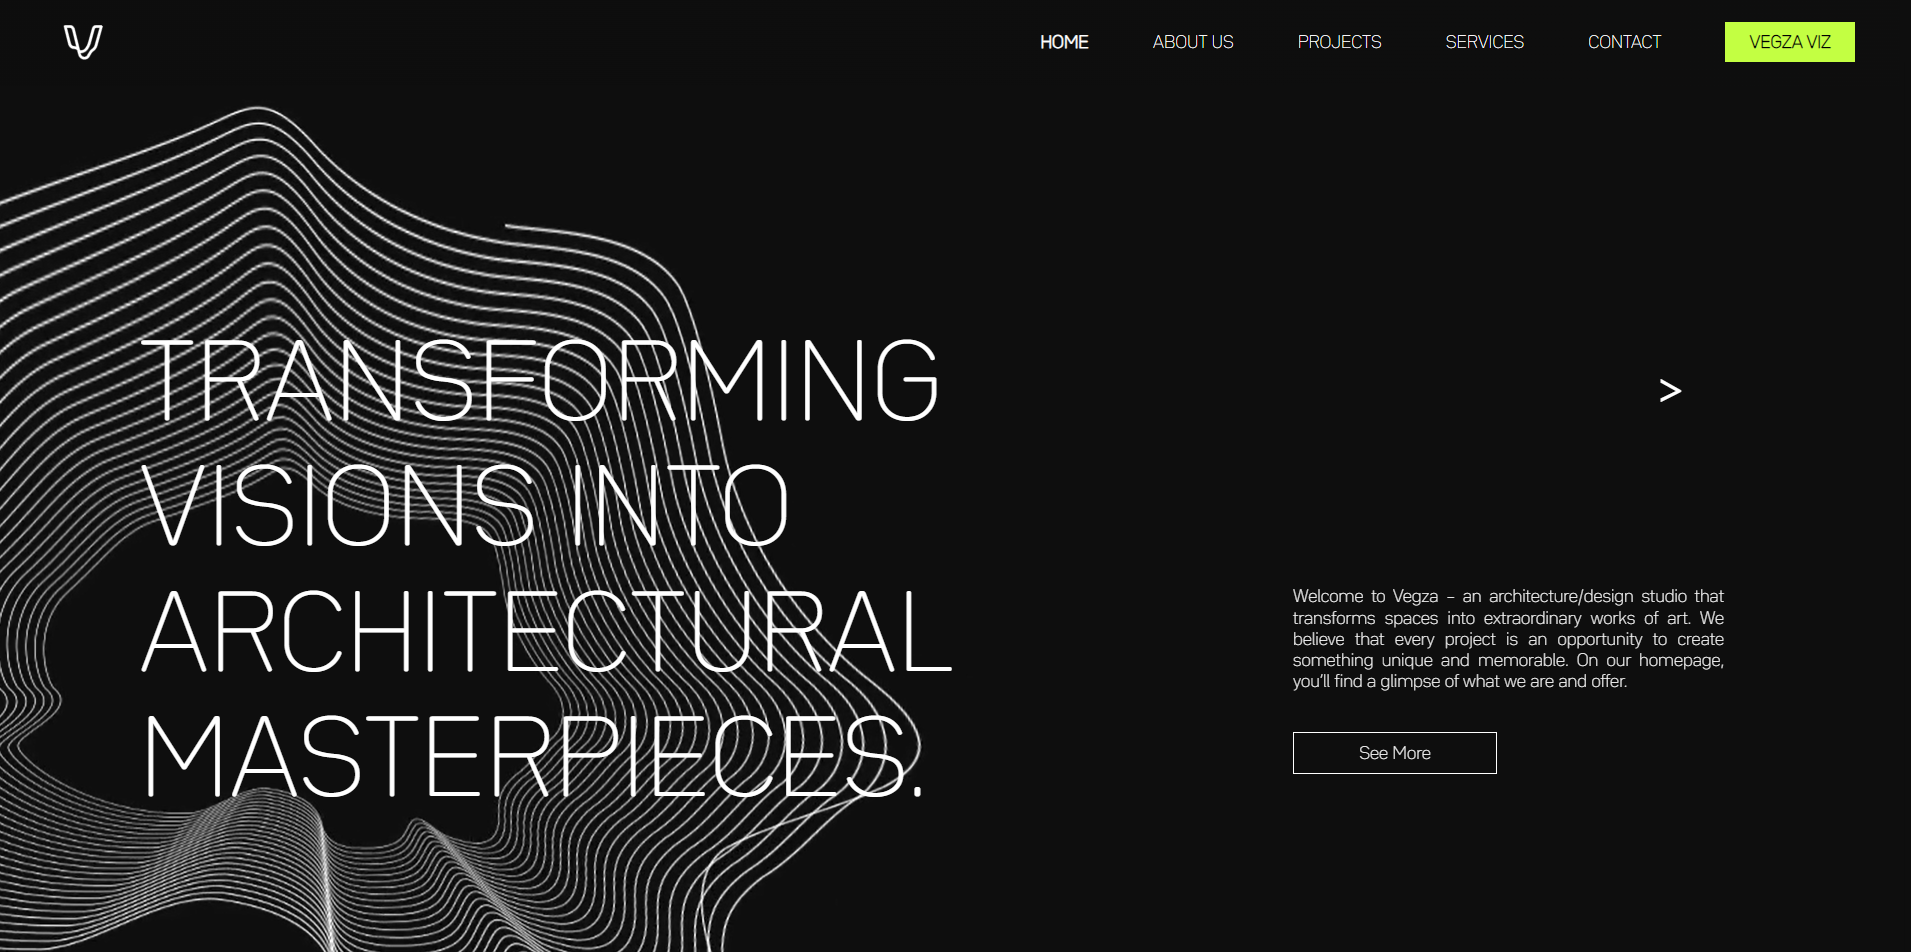 HOME ABOUT US PROJECTS SERVICES CONTACT VEGZA VIZ
TRANSFORMING
VISIONS INTO
ARCHITECTURAL
MASTERPIECES.
>
Welcome to Vegza – an architecture/design studio that
transforms spaces into extraordinary works of art. We
believe that every project is an opportunity to create
something unique and memorable. On our homepage,
you’ll find a glimpse of what we are and offer.
See More